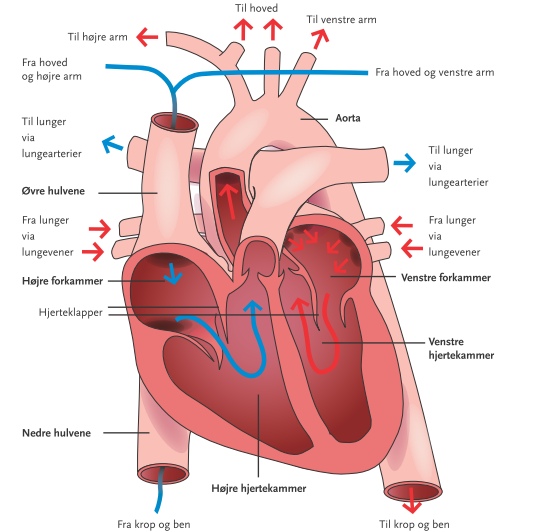 Til hoved
Til venstre arm
Til højre arm
Fra hoved
og højre arm
Fra hoved og venstre arm
Aorta
Til lunger
via
lungearterier
Til lunger
via
lungearterier
Øvre hulvene
Fra lunger
via
lungevener
Fra lunger
via
lungevener
Højre forkammer
Venstre forkammer
Hjerteklapper
Venstre
hjertekammer
Nedre hulvene
Højre hjertekammer
Fra krop og ben
Til krop og ben